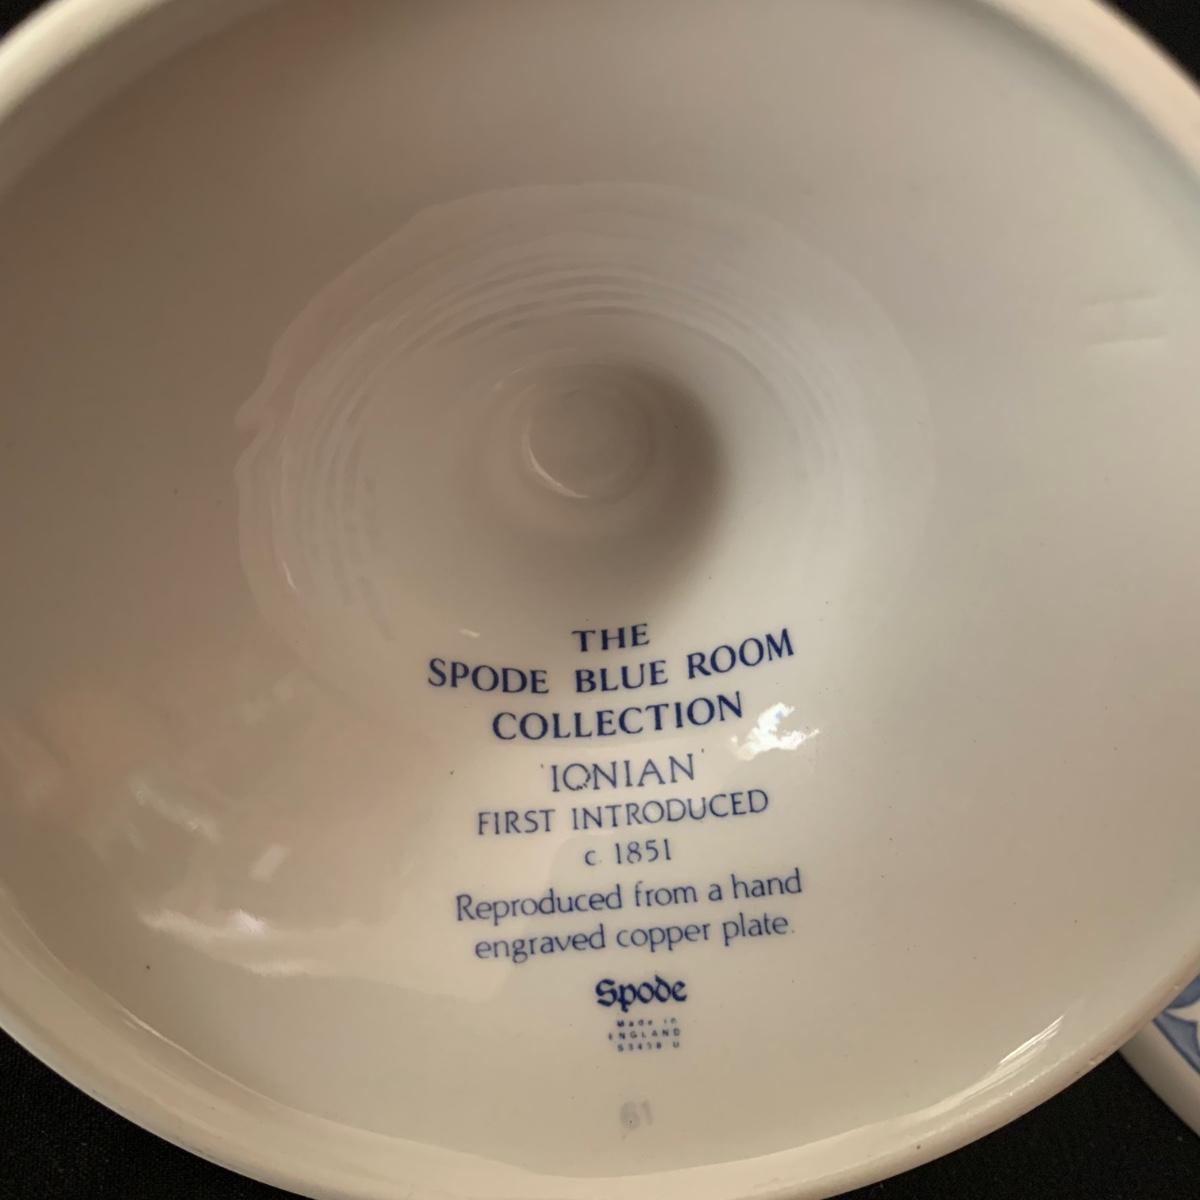 THE
SPODE BLUE ROOM
COLLECTION
'IONIAN'
FIRST INTRODUCED
c. 1851
Reproduced from a hand
engraved copper plate.
Spode
Made in
ENGLAND
61